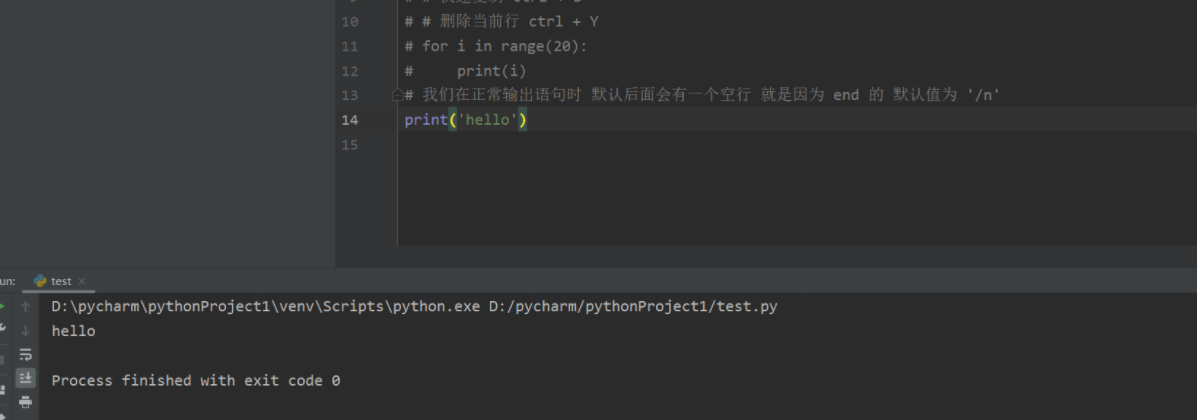 10 # # 删除当前行 ctrl + Y
11 # for i in range(20):
12 #     print(i)
13 # 我们在正常输出语句时 默认后面会有一个空行 就是因为 end 的 默认值为 '/n'
14 print('hello')
15
un: test
D:\pycharm\pythonProject1\venv\Scripts\python.exe D:/pycharm/pythonProject1/test.py
hello
Process finished with exit code 0